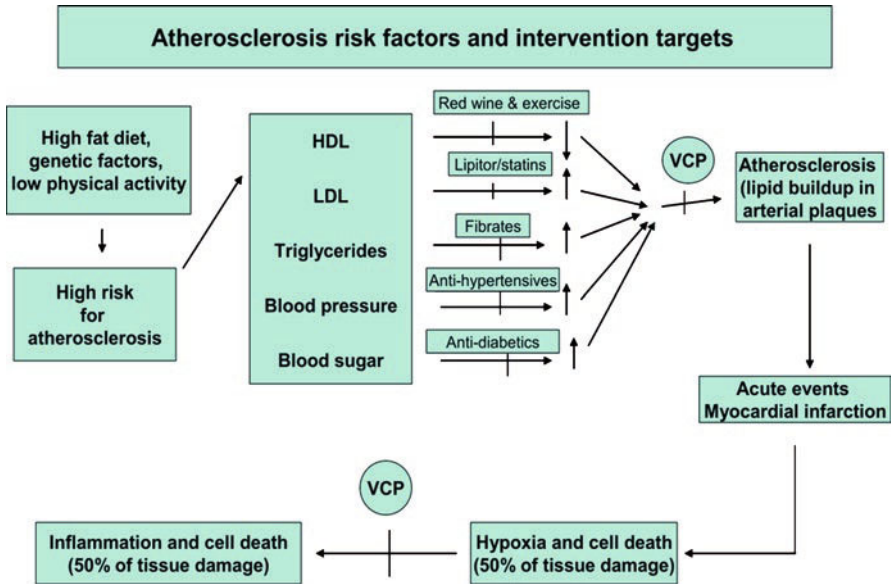 Atherosclerosis risk factors and intervention targets
High fat diet,
genetic factors,
low physical activity
High risk
for
atherosclerosis
HDL
LDL
Triglycerides
Blood pressure
Blood sugar
Red wine & exercise
Lipitor/statins
Fibrates
Anti-hypertensives
Anti-diabetics
VCP
Atherosclerosis
(lipid buildup in
arterial plaques
Acute events
Myocardial infarction
Hypoxia and cell death
(50% of tissue damage)
VCP
Inflammation and cell death
(50% of tissue damage)